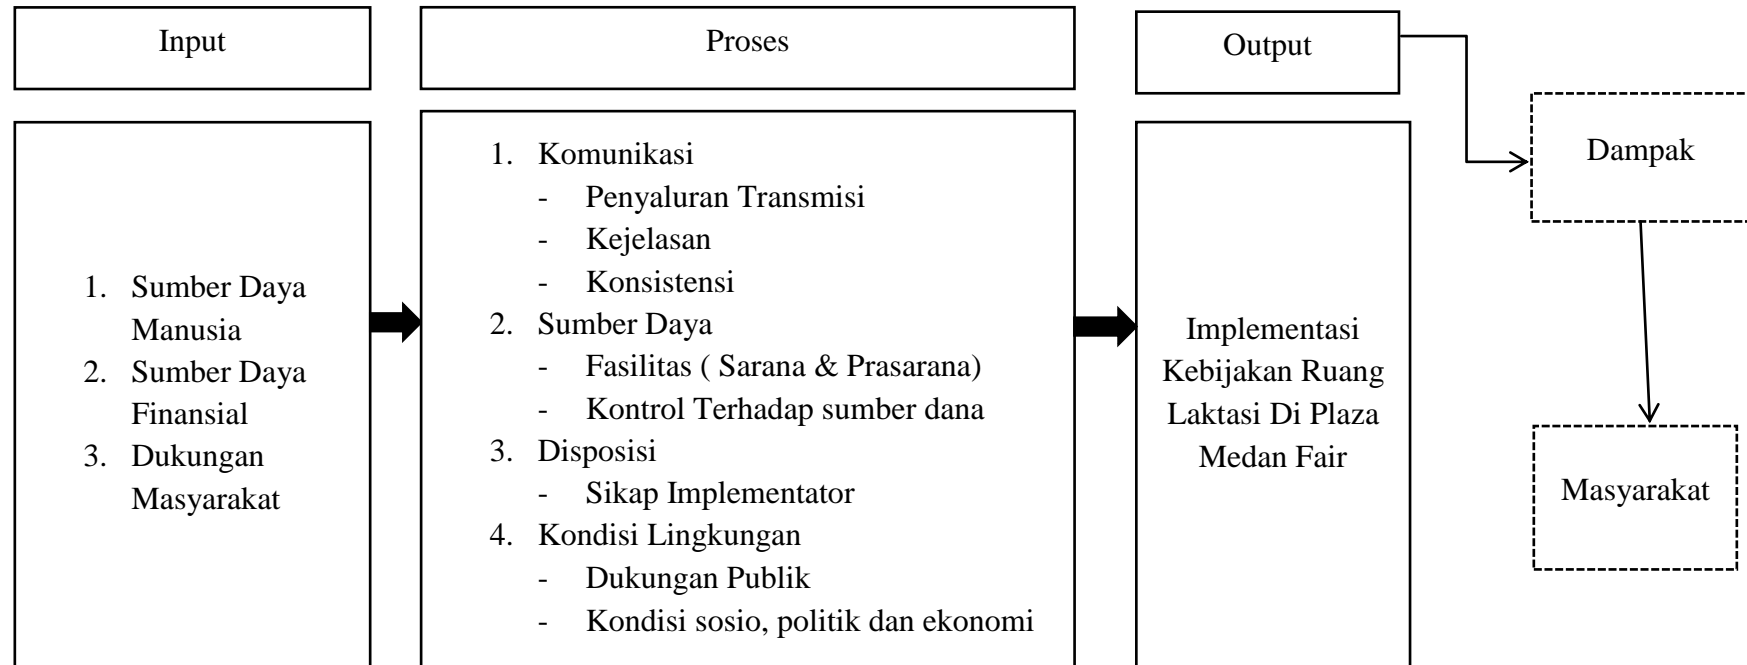 Input
Proses
Output
Dampak
1. Sumber Daya
Manusia
2. Sumber Daya
Finansial
3. Dukungan
Masyarakat
1. Komunikasi
- Penyaluran Transmisi
- Kejelasan
- Konsistensi
2. Sumber Daya
- Fasilitas ( Sarana & Prasarana)
- Kontrol Terhadap sumber dana
3. Disposisi
- Sikap Implementator
4. Kondisi Lingkungan
- Dukungan Publik
- Kondisi sosio, politik dan ekonomi
Implementasi
Kebijakan Ruang
Laktasi Di Plaza
Medan Fair
Masyarakat